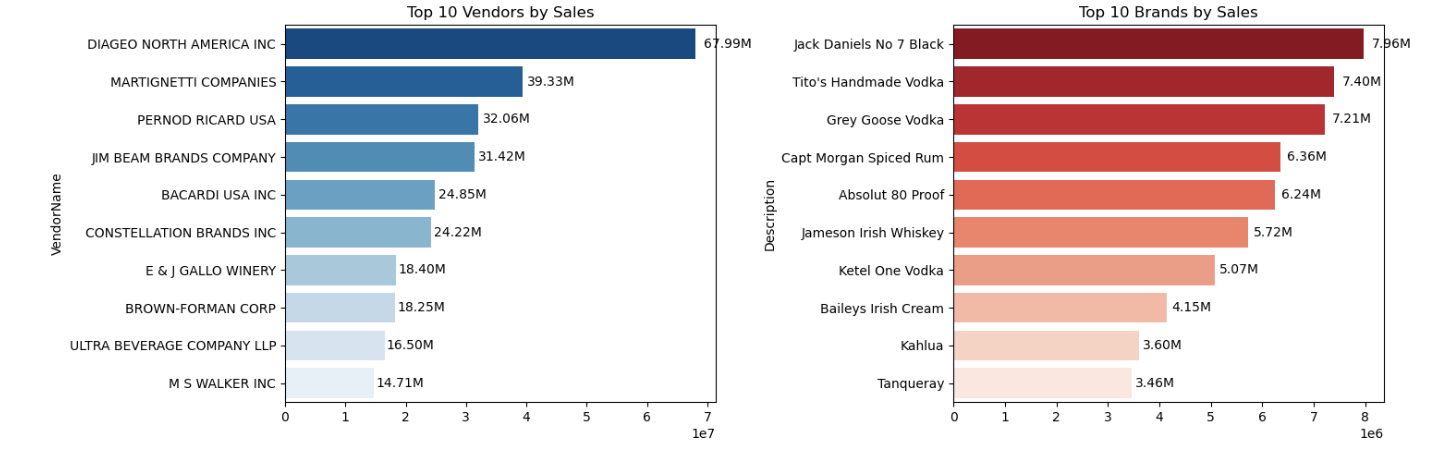 Top 10 Vendors by Sales
VendorName
DIAGEO NORTH AMERICA INC 67.99M
MARTIGNETTI COMPANIES 39.33M
PERNOD RICARD USA 32.06M
JIM BEAM BRANDS COMPANY 31.42M
BACARDI USA INC 24.85M
CONSTELLATION BRANDS INC 24.22M
E & J GALLO WINERY 18.40M
BROWN-FORMAN CORP 18.25M
ULTRA BEVERAGE COMPANY LLP 16.50M
M S WALKER INC 14.71M
0 1 2 3 4 5 6 7
1e7
Top 10 Brands by Sales
Description
Jack Daniels No 7 Black 7.96M
Tito's Handmade Vodka 7.40M
Grey Goose Vodka 7.21M
Capt Morgan Spiced Rum 6.36M
Absolut 80 Proof 6.24M
Jameson Irish Whiskey 5.72M
Ketel One Vodka 5.07M
Baileys Irish Cream 4.15M
Kahlua 3.60M
Tanqueray 3.46M
0 1 2 3 4 5 6 7 8
1e6